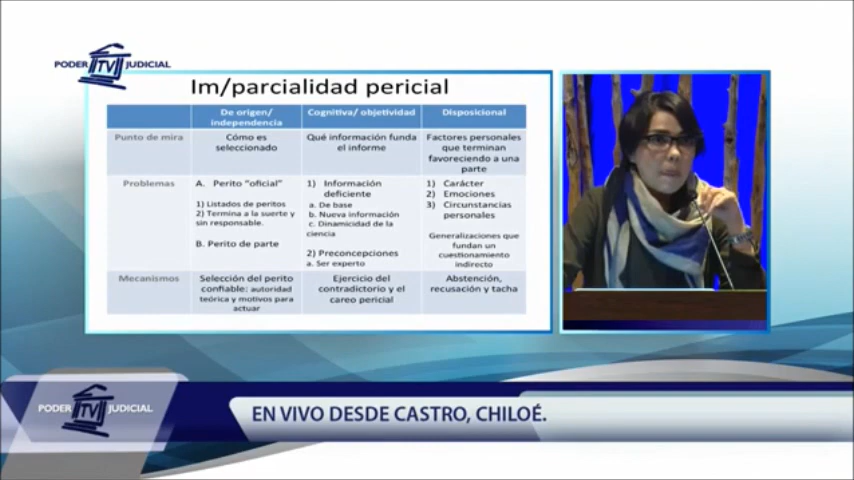 PODER TV JUDICIAL
Im/parcialidad pericial
De origen/
independencia
Cognitiva/ objetividad
Disposicional
Punto de mira
Cómo es
seleccionado
Qué información funda
el informe
Factores personales
que terminan
favoreciendo a una
parte
Problemas
A. Perito "oficial"
1) Listados de peritos
2) Termina a la suerte y
sin responsable.
B. Perito de parte
1) Información
deficiente
a. De base
b. Nueva información
c. Dinamicidad de la
ciencia
2) Preconcepciones
a. Ser experto
1) Carácter
2) Emociones
3) Circunstancias
personales
Generalizaciones que
fundan un
cuestionamiento
indirecto
Mecanismos
Selección del perito
confiable: autoridad
teórica y motivos para
actuar
Ejercicio del
contradictorio y el
careo pericial
Abstención,
recusación y tacha
PODER TV JUDICIAL
EN VIVO DESDE CASTRO, CHILOÉ.